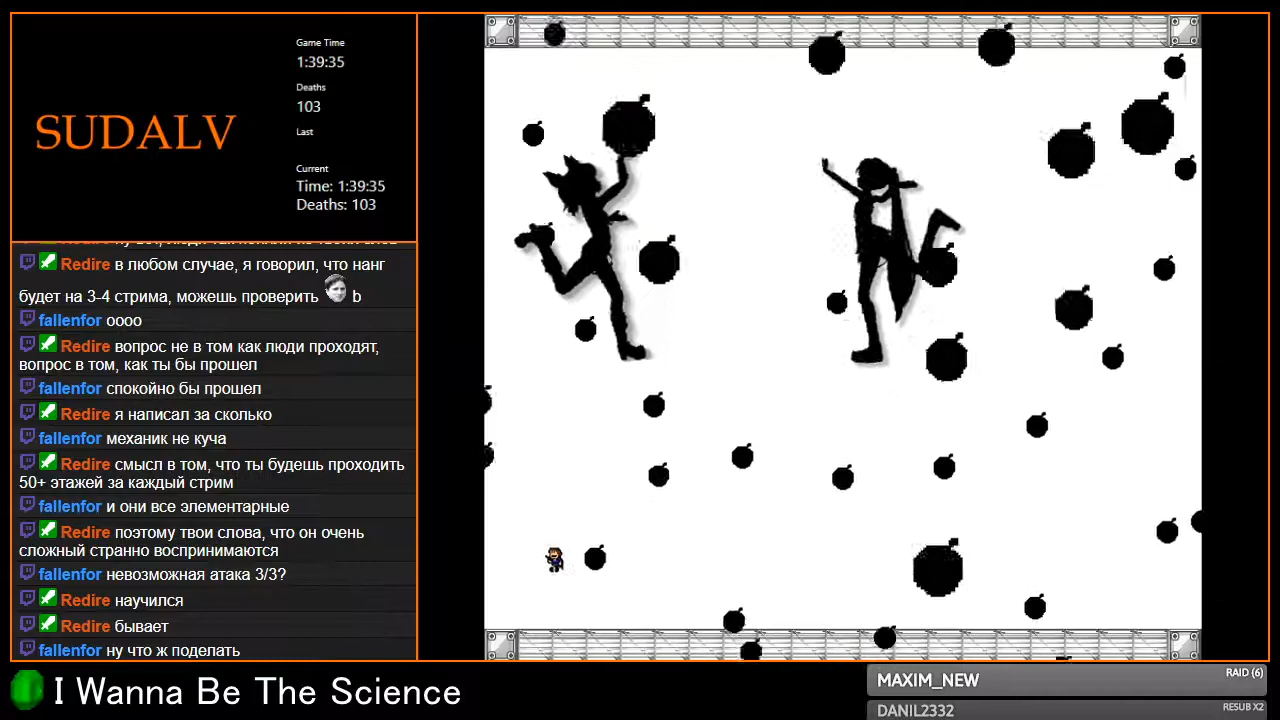 SUDALV
Game Time
1:39:35
Deaths
103
Last
Current
Time: 1:39:35
Deaths: 103
Redire в любом случае, я говорил, что нанг
будет на 3-4 стрима, можешь проверить b
fallenfor оооо
Redire вопрос не в том как люди проходят,
вопрос в том, как ты бы прошел
fallenfor спокойно бы прошел
Redire я написал за сколько
fallenfor механик не куча
Redire смысл в том, что ты будешь проходить
50+ этажей за каждый стрим
fallenfor и они все элементарные
Redire поэтому твои слова, что он очень
сложный странно воспринимаются
fallenfor невозможная атака 3/3?
Redire научился
Redire бывает
fallenfor ну что ж поделать
I Wanna Be The Science
MAXIM_NEW RAID (6)
DANIL2332 RESUB X2